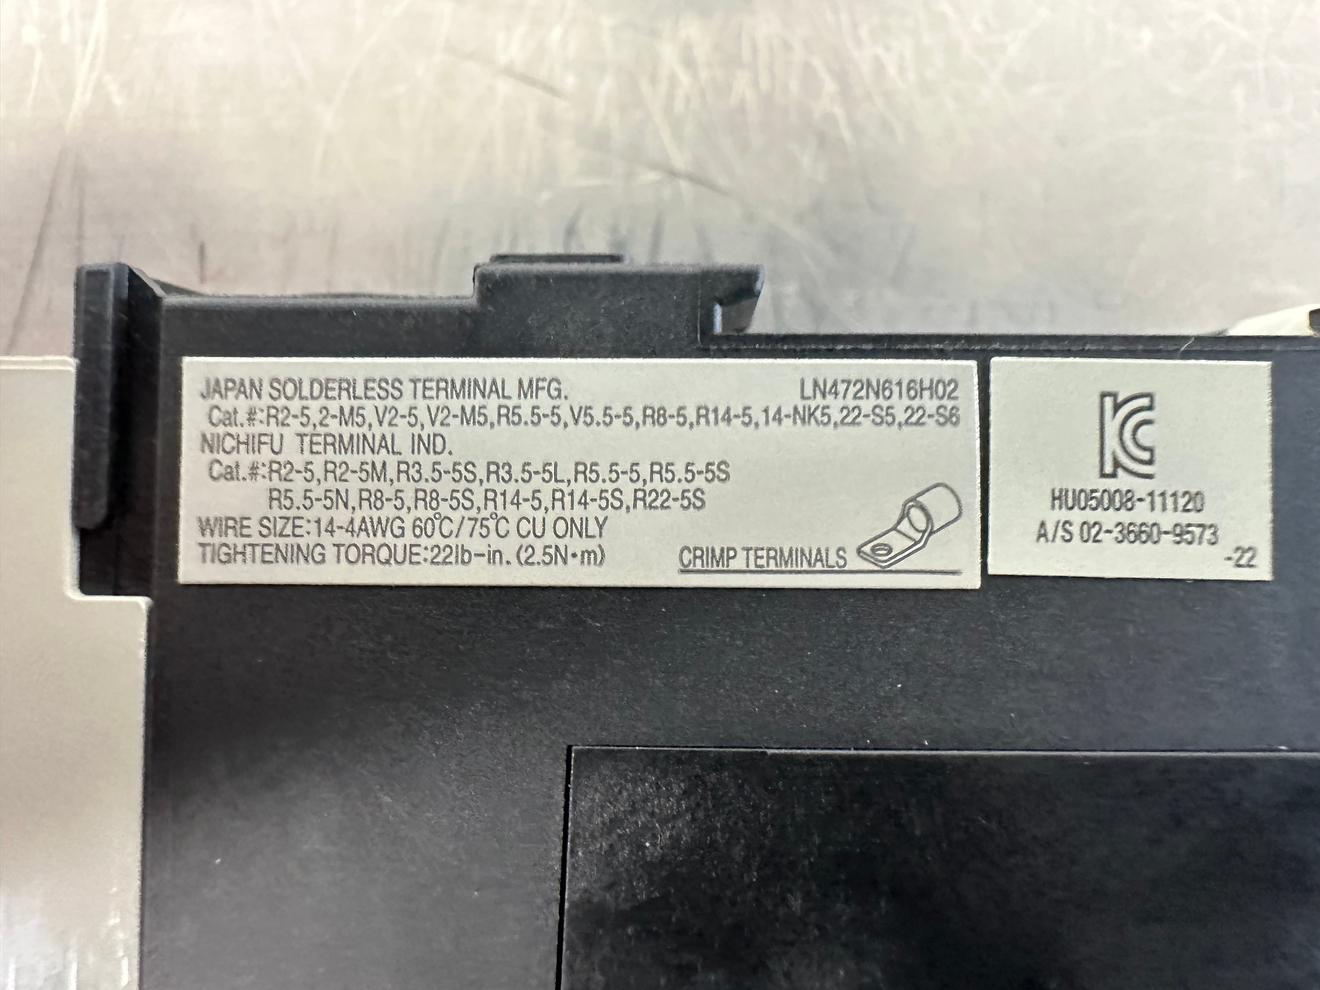 JAPAN SOLDERLESS TERMINAL MFG. LN472N616H02
Cat.#:R2-5,2-M5,V2-5,V2-M5,R5.5-5,V5.5-5,R8-5,R14-5,14-NK5,22-S5,22-S6
NICHIFU TERMINAL IND.
Cat.#:R2-5,R2-5M,R3.5-5S,R3.5-5L,R5.5-5,R5.5-5S
R5.5-5N,R8-5,R8-5S,R14-5,R14-5S,R22-5S
WIRE SIZE:14-4AWG 60℃/75℃ CU ONLY
TIGHTENING TORQUE:22lb-in.(2.5N•m)
CRIMP TERMINALS
KC
HU05008-11120
A/S 02-3660-9573
-22